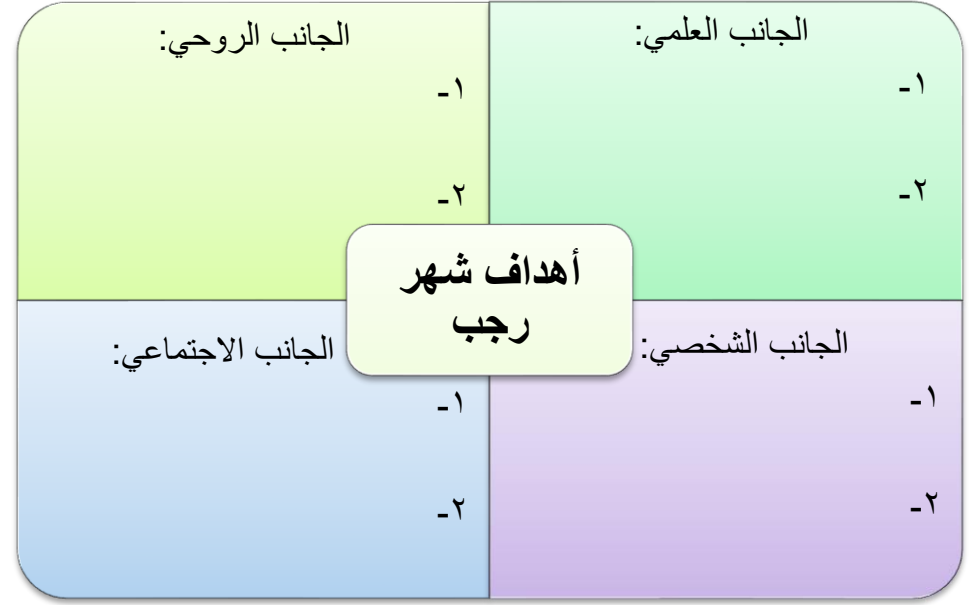 الجانب العلمي:
١-
٢-
الجانب الروحي:
١-
٢-
أهداف شهر
رجب
الجانب الشخصي:
١-
٢-
الجانب الاجتماعي:
١-
٢-